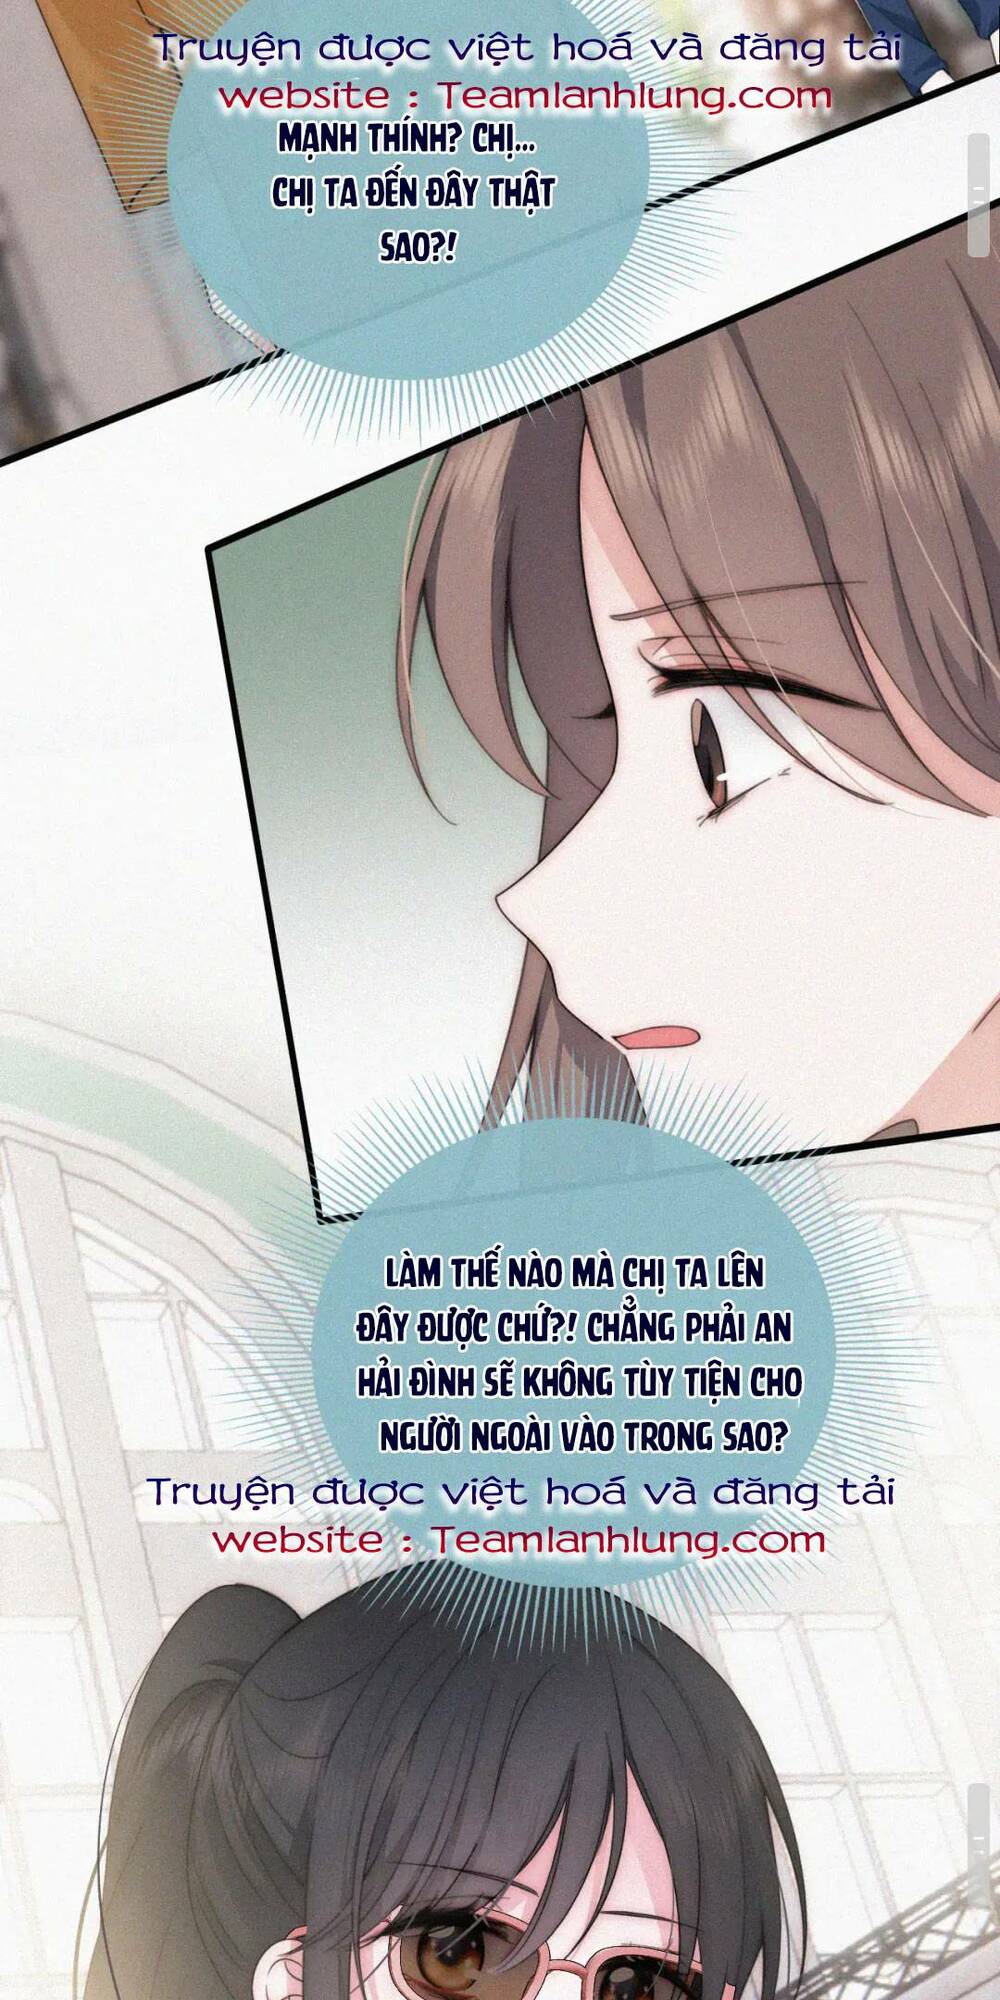 Truyện được việt hoá và đăng tải
website : Teamlanhlung.com
MẠNH THÍNH? CHỊ...
CHỊ TA ĐẾN ĐÂY THẬT
SAO?!
LÀM THẾ NÀO MÀ CHỊ TA LÊN
ĐÂY ĐƯỢC CHỨ?! CHẲNG PHẢI AN
HẢI ĐÌNH SẼ KHÔNG TÙY TIỆN CHO
NGƯỜI NGOÀI VÀO TRONG SAO?
Truyện được việt hoá và đăng tải
website : Teamlanhlung.com